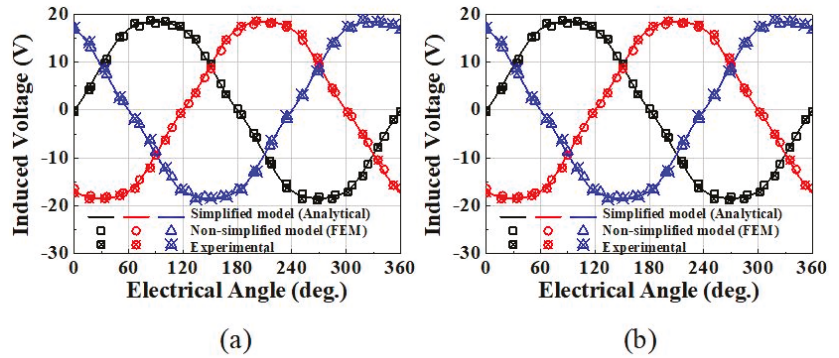 20
10
0
-10
-20
-30
Induced Voltage (V)
Simplified model (Analytical)
Non-simplified model (FEM)
Experimental
0 60 120 180 240 300 360
Electrical Angle (deg.)
(a)
20
10
0
-10
-20
-30
Induced Voltage (V)
Simplified model (Analytical)
Non-simplified model (FEM)
Experimental
0 60 120 180 240 300 360
Electrical Angle (deg.)
(b)